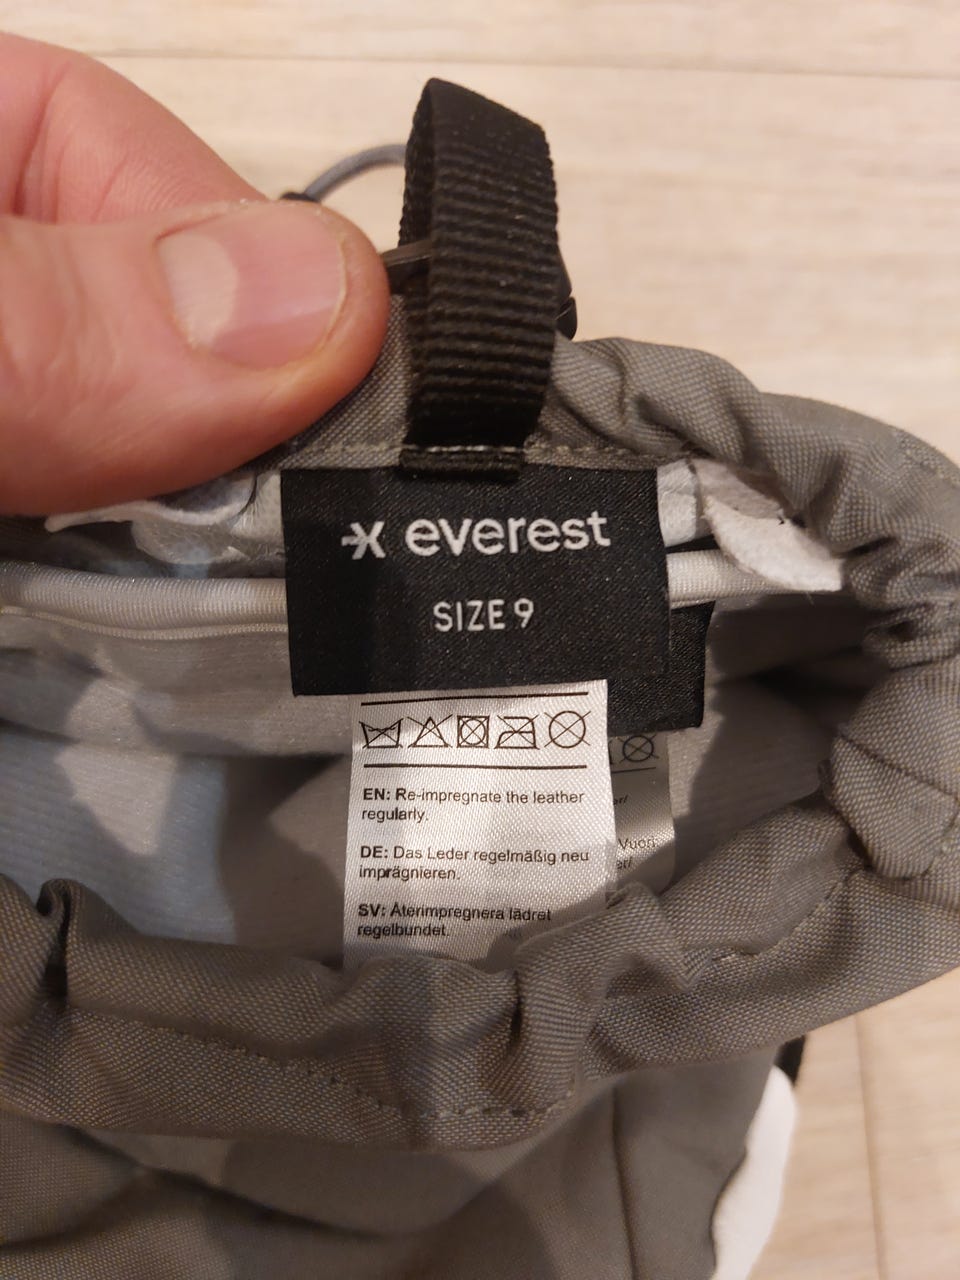 everest
SIZE 9
EN: Re-impregnate the leather
regularly.
DE: Das Leder regelmäßig neu
imprägnieren.
SV: Återimpregnera lädret
regelbundet.